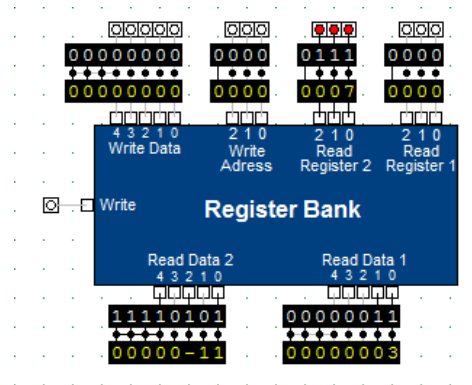 00000000 0000 0111 0000
00000000 0000 0007 0000
4 3 2 1 0 2 1 0 2 1 0 2 1 0
Write Data Write Adress Read Register 2 Read Register 1
Write
Register Bank
Read Data 2 Read Data 1
4 3 2 1 0 4 3 2 1 0
11110101 00000011
00000-11 00000003